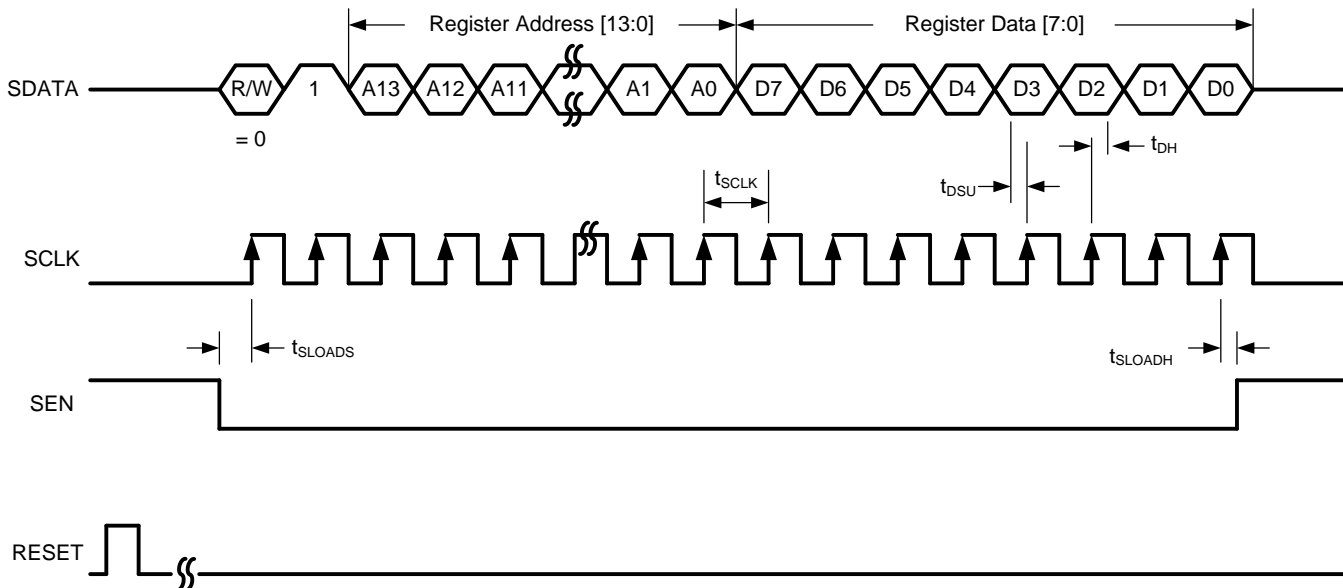 Register Address [13:0] Register Data [7:0]
SDATA R/W 1 A13 A12 A11 A1 A0 D7 D6 D5 D4 D3 D2 D1 D0
= 0
tDH
tSCLK
tDSU
SCLK
tSLOADS
tSLOADH
SEN
RESET